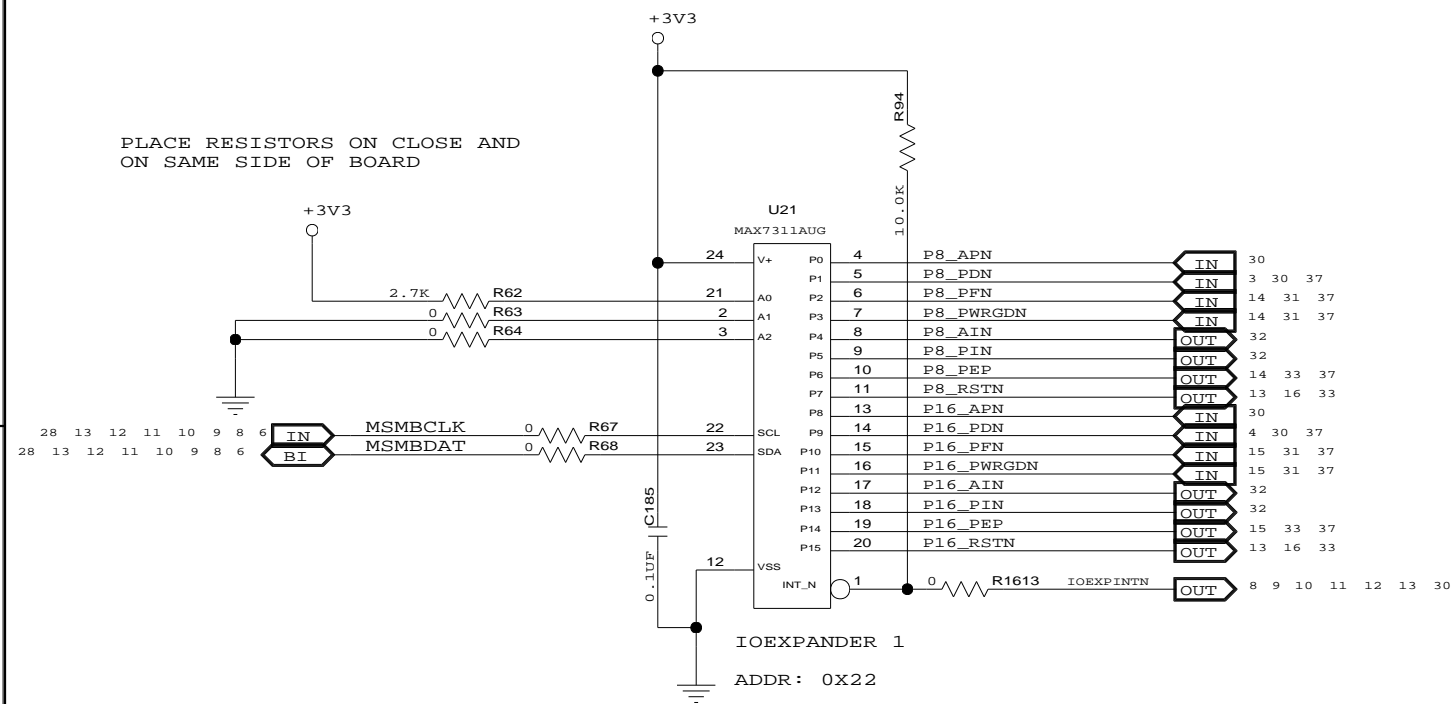 +3V3
R94
10.0K
PLACE RESISTORS ON CLOSE AND
ON SAME SIDE OF BOARD
+3V3
U21
MAX7311AUG
24 V+ P0 4 P8_APN IN 30
P1 5 P8_PDN IN 3 30 37
2.7K R62 21 A0 P2 6 P8_PFN IN 14 31 37
0 R63 2 A1 P3 7 P8_PWRGDN IN 14 31 37
0 R64 3 A2 P4 8 P8_AIN OUT 32
P5 9 P8_PIN OUT 32
P6 10 P8_PEP OUT 14 33 37
P7 11 P8_RSTN OUT 13 16 33
P8 13 P16_APN IN 30
28 13 12 11 10 9 8 6 IN MSMBCLK 0 R67 22 SCL P9 14 P16_PDN IN 4 30 37
28 13 12 11 10 9 8 6 BI MSMBDAT 0 R68 23 SDA P10 15 P16_PFN IN 15 31 37
P11 16 P16_PWRGDN IN 15 31 37
P12 17 P16_AIN OUT 32
P13 18 P16_PIN OUT 32
C185
P14 19 P16_PEP OUT 15 33 37
P15 20 P16_RSTN OUT 13 16 33
0.1UF
12 VSS
INT_N 1 0 R1613 IOEXPINTN OUT 8 9 10 11 12 13 30
IOEXPANDER 1
ADDR: 0X22